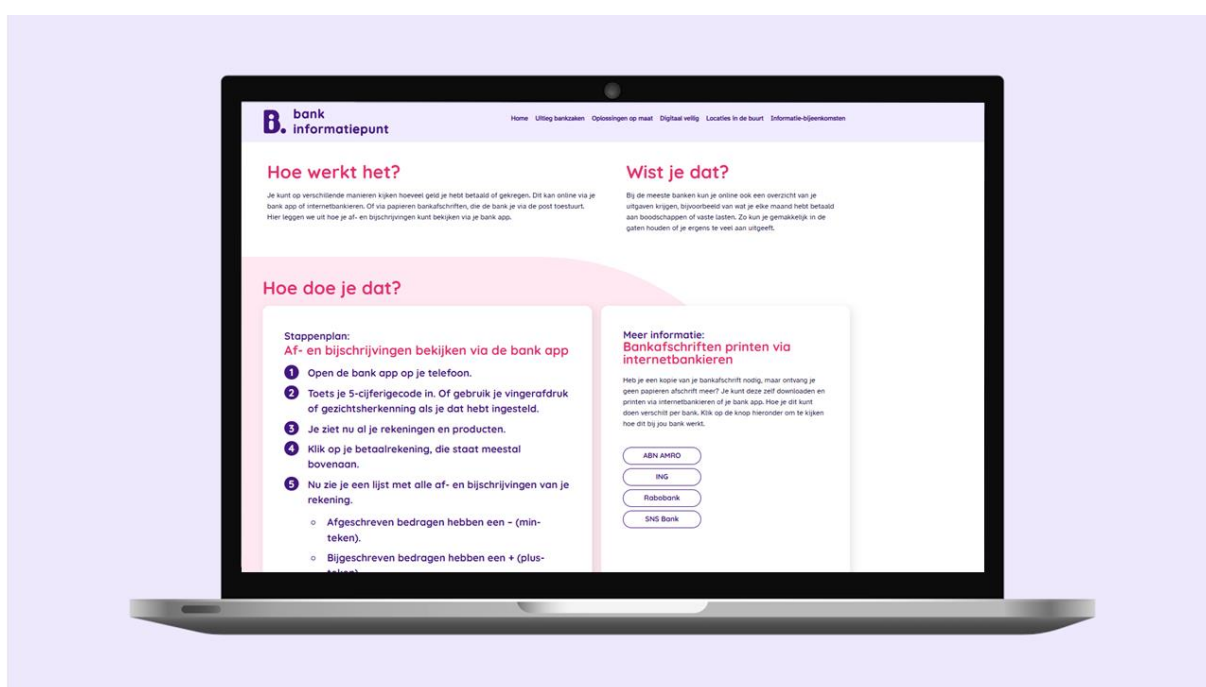 bank
informatiepunt
Home Uitleg bankzaken Oplossingen op maat Digitaal veilig Locaties in de buurt Informatie-bijeenkomsten
Hoe werkt het?
Je kunt op verschillende manieren kijken hoeveel geld je hebt betaald of gekregen. Dit kan online via je
bank app of internetbankieren. Of via papieren bankafschriften, die de bank je via de post toestuurt.
Hier leggen we uit hoe je af- en bijschrijvingen kunt bekijken via je bank app.
Wist je dat?
Bij de meeste banken kun je online ook een overzicht van je
uitgaven krijgen, bijvoorbeeld van wat je elke maand hebt betaald
aan boodschappen of vaste lasten. Zo kun je gemakkelijk in de
gaten houden of je ergens te veel aan uitgeeft.
Hoe doe je dat?
Stappenplan:
Af- en bijschrijvingen bekijken via de bank app
1 Open de bank app op je telefoon.
2 Toets je 5-cijferigecode in. Of gebruik je vingerafdruk
of gezichtsherkenning als je dat hebt ingesteld.
3 Je ziet nu al je rekeningen en producten.
4 Klik op je betaalrekening, die staat meestal
bovenaan.
5 Nu zie je een lijst met alle af- en bijschrijvingen van je
rekening.
Afgeschreven bedragen hebben een – (min-
teken).
Bijgeschreven bedragen hebben een + (plus-
Meer informatie:
Bankafschriften printen via
internetbankieren
Heb je een kopie van je bankafschrift nodig, maar ontvang je
geen papieren afschrift meer? Je kunt deze zelf downloaden en
printen via internetbankieren of je bank app. Hoe je dit kunt
doen verschilt per bank. Klik op de knop hieronder om te kijken
hoe dit bij jou bank werkt.
ABN AMRO
ING
Rabobank
SNS Bank